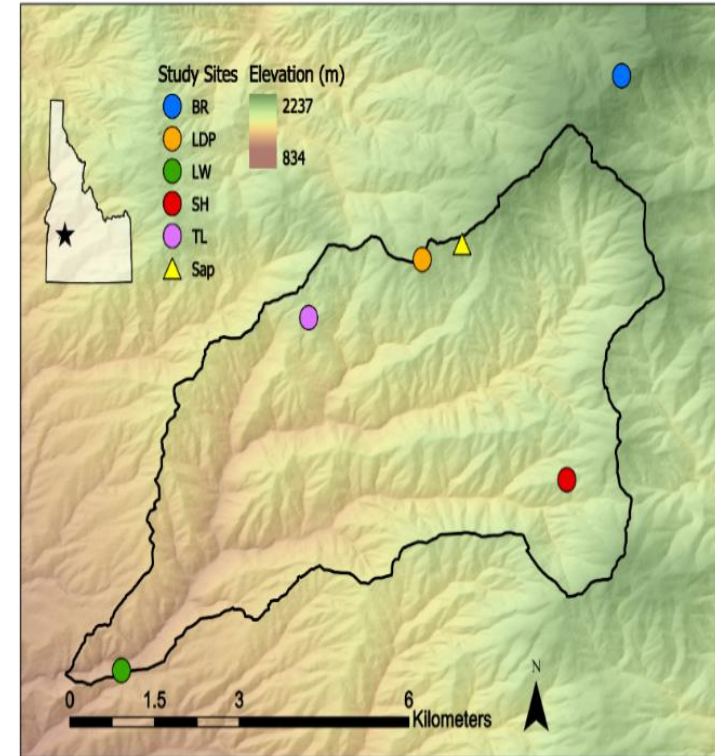 Study Sites
BR
LDP
LW
SH
TL
Sap
Elevation (m)
2237
834
N
0 1.5 3 6
Kilometers